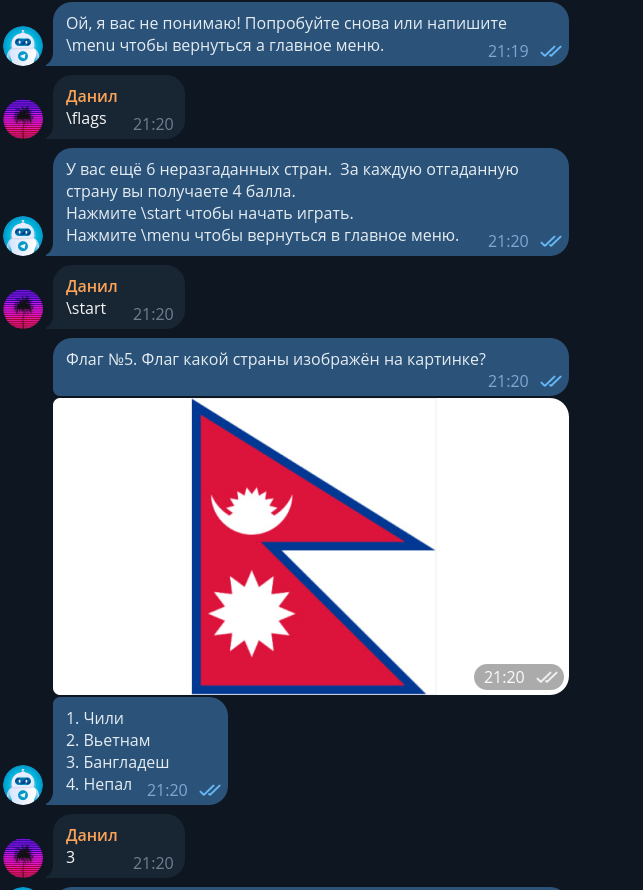 Ой, я вас не понимаю! Попробуйте снова или напишите
\menu чтобы вернуться а главное меню.
21:19
Данил
\flags
21:20
У вас ещё 6 неразгаданных стран.  За каждую отгаданную
страну вы получаете 4 балла.
Нажмите \start чтобы начать играть.
Нажмите \menu чтобы вернуться в главное меню.
21:20
Данил
\start
21:20
Флаг №5. Флаг какой страны изображён на картинке?
21:20
21:20
1. Чили
2. Вьетнам
3. Бангладеш
4. Непал
21:20
Данил
3
21:20